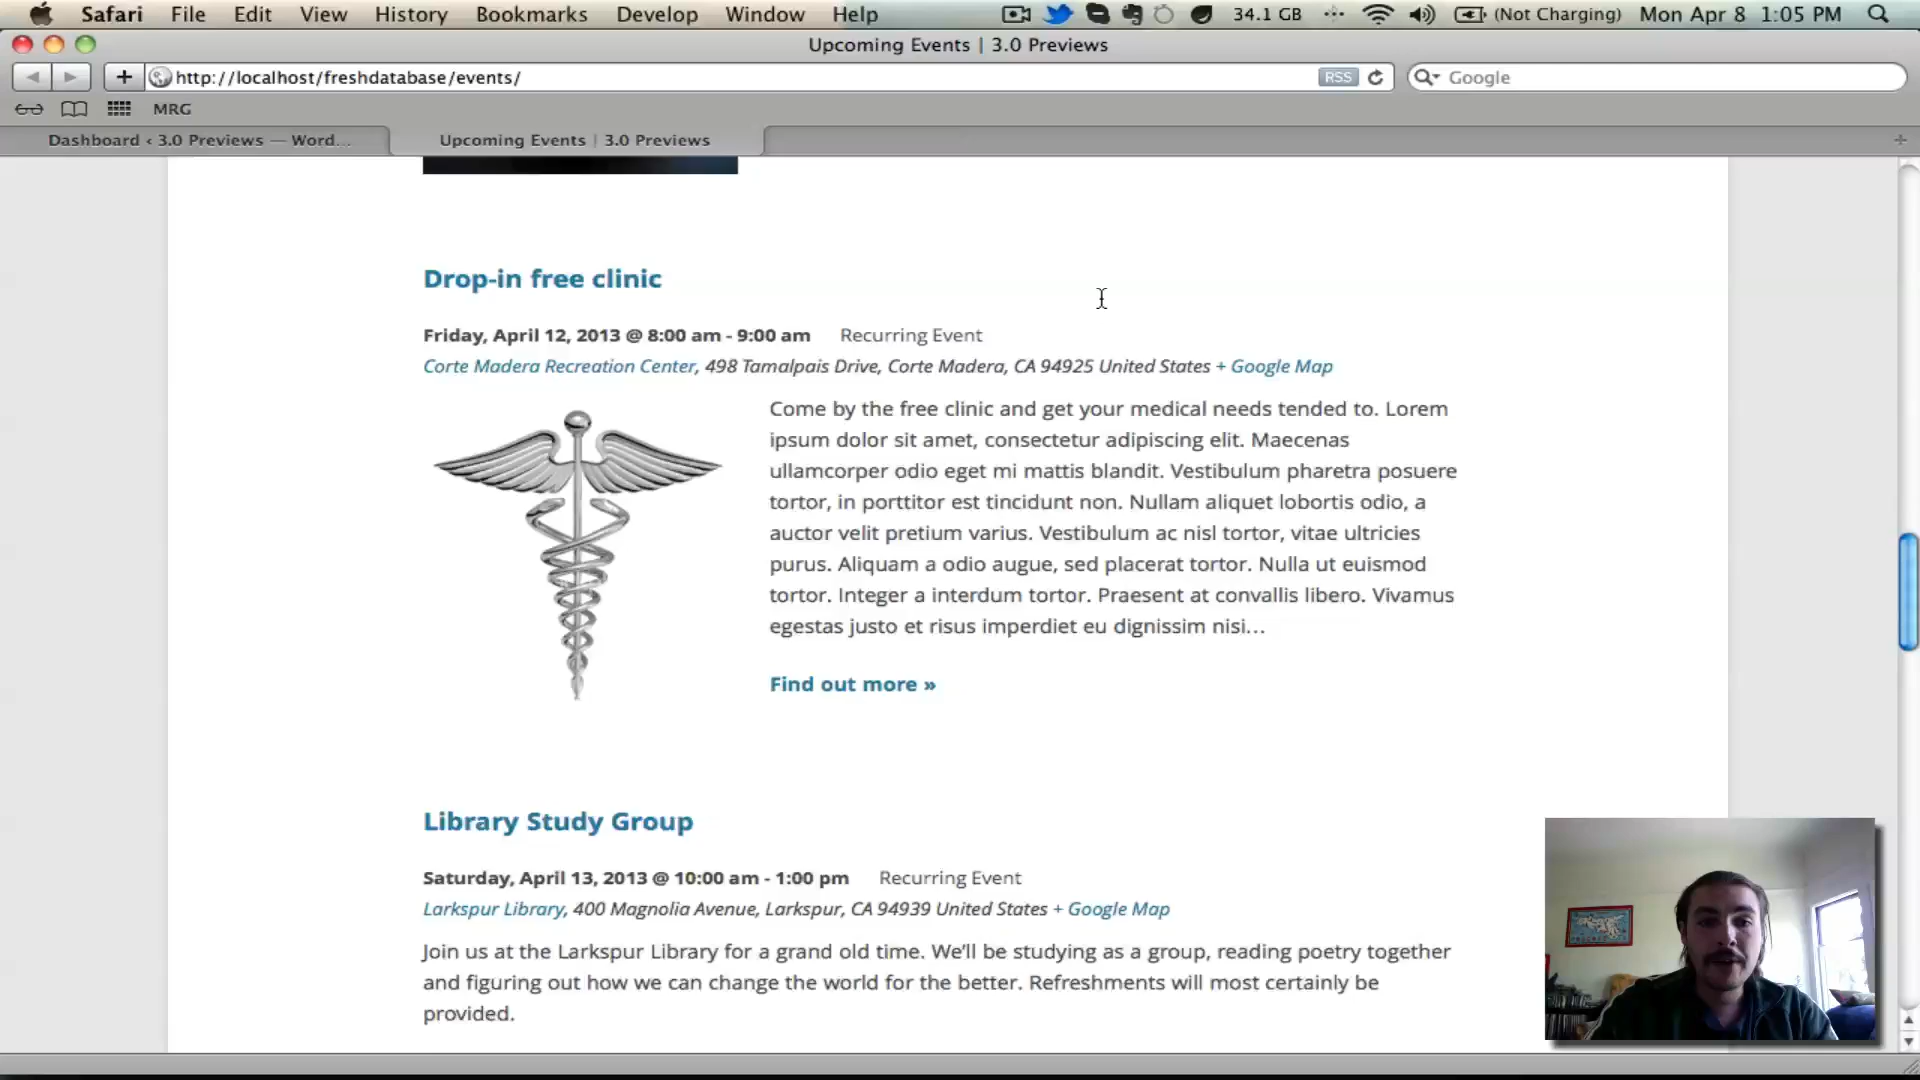 Safari File Edit View History Bookmarks Develop Window Help 34.1 GB (Not Charging) Mon Apr 8 1:05 PM
Upcoming Events | 3.0 Previews
http://localhost/freshdatabase/events/ RSS Google
MRG
Dashboard ‹ 3.0 Previews — Word... Upcoming Events | 3.0 Previews
Drop-in free clinic
Friday, April 12, 2013 @ 8:00 am - 9:00 am Recurring Event
Corte Madera Recreation Center, 498 Tamalpais Drive, Corte Madera, CA 94925 United States + Google Map
Come by the free clinic and get your medical needs tended to. Lorem
ipsum dolor sit amet, consectetur adipiscing elit. Maecenas
ullamcorper odio eget mi mattis blandit. Vestibulum pharetra posuere
tortor, in porttitor est tincidunt non. Nullam aliquet lobortis odio, a
auctor velit pretium varius. Vestibulum ac nisl tortor, vitae ultricies
purus. Aliquam a odio augue, sed placerat tortor. Nulla ut euismod
tortor. Integer a interdum tortor. Praesent at convallis libero. Vivamus
egestas justo et risus imperdiet eu dignissim nisi...
Find out more »
Library Study Group
Saturday, April 13, 2013 @ 10:00 am - 1:00 pm Recurring Event
Larkspur Library, 400 Magnolia Avenue, Larkspur, CA 94939 United States + Google Map
Join us at the Larkspur Library for a grand old time. We'll be studying as a group, reading poetry together
and figuring out how we can change the world for the better. Refreshments will most certainly be
provided.